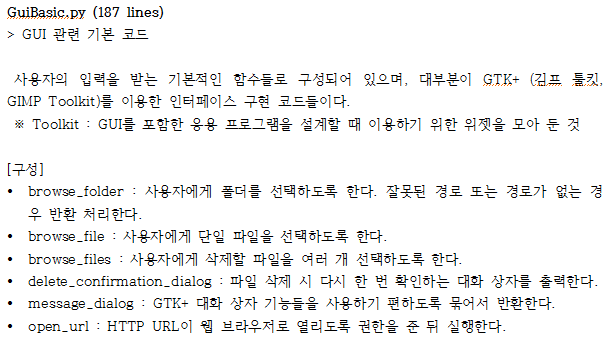 GuiBasic.py (187 lines)
> GUI 관련 기본 코드
사용자의 입력을 받는 기본적인 함수들로 구성되어 있으며, 대부분이 GTK+ (김프 툴킷,
GIMP Toolkit)를 이용한 인터페이스 구현 코드들이다.
※ Toolkit : GUI를 포함한 응용 프로그램을 설계할 때 이용하기 위한 위젯을 모아 둔 것
[구성]
• browse_folder : 사용자에게 폴더를 선택하도록 한다. 잘못된 경로 또는 경로가 없는 경
우 반환 처리한다.
• browse_file : 사용자에게 단일 파일을 선택하도록 한다.
• browse_files : 사용자에게 삭제할 파일을 여러 개 선택하도록 한다.
• delete_confirmation_dialog : 파일 삭제 시 다시 한 번 확인하는 대화 상자를 출력한다.
• message_dialog : GTK+ 대화 상자 기능들을 사용하기 편하도록 묶어서 반환한다.
• open_url : HTTP URL이 웹 브라우저로 열리도록 권한을 준 뒤 실행한다.